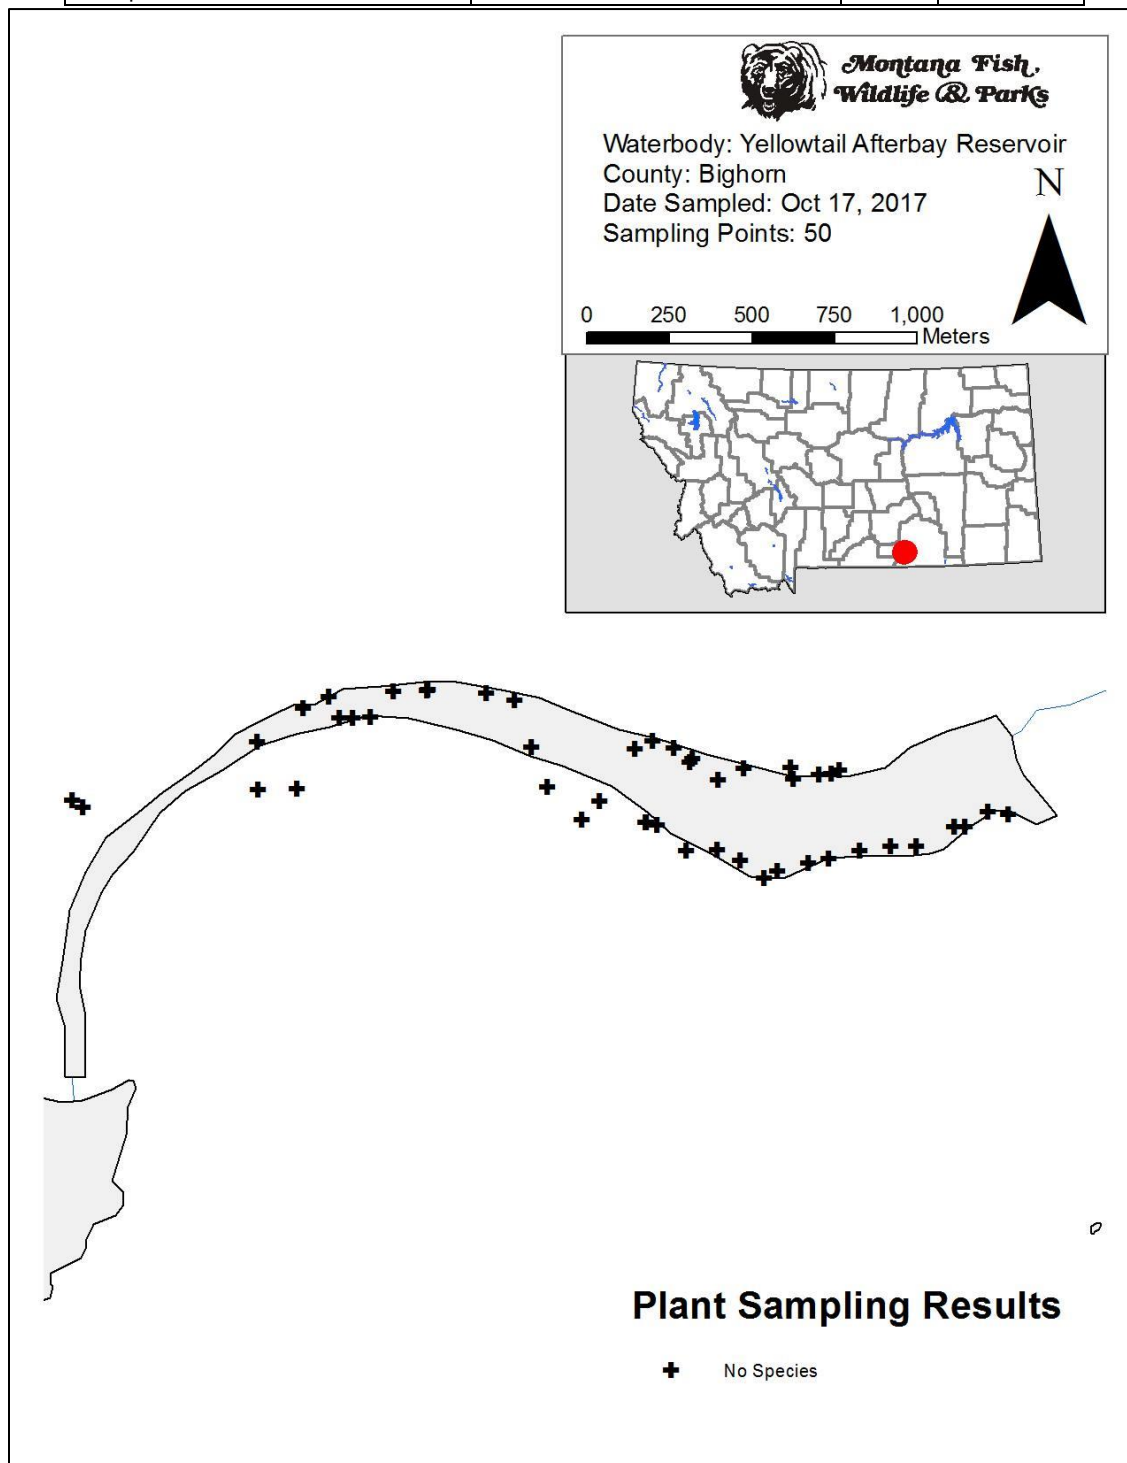 Montana Fish,
Wildlife & Parks
Waterbody: Yellowtail Afterbay Reservoir
County: Bighorn
Date Sampled: Oct 17, 2017
Sampling Points: 50
N
0 250 500 750 1,000
Meters
Plant Sampling Results
No Species